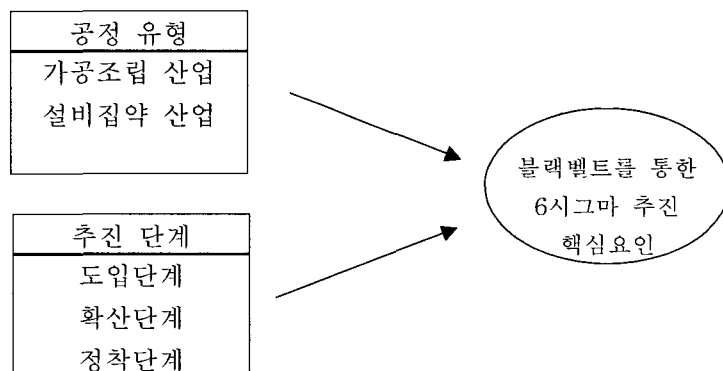 공정 유형
가공조립 산업
설비집약 산업
블랙벨트를 통한
6시그마 추진
핵심요인
추진 단계
도입단계
확산단계
정착단계